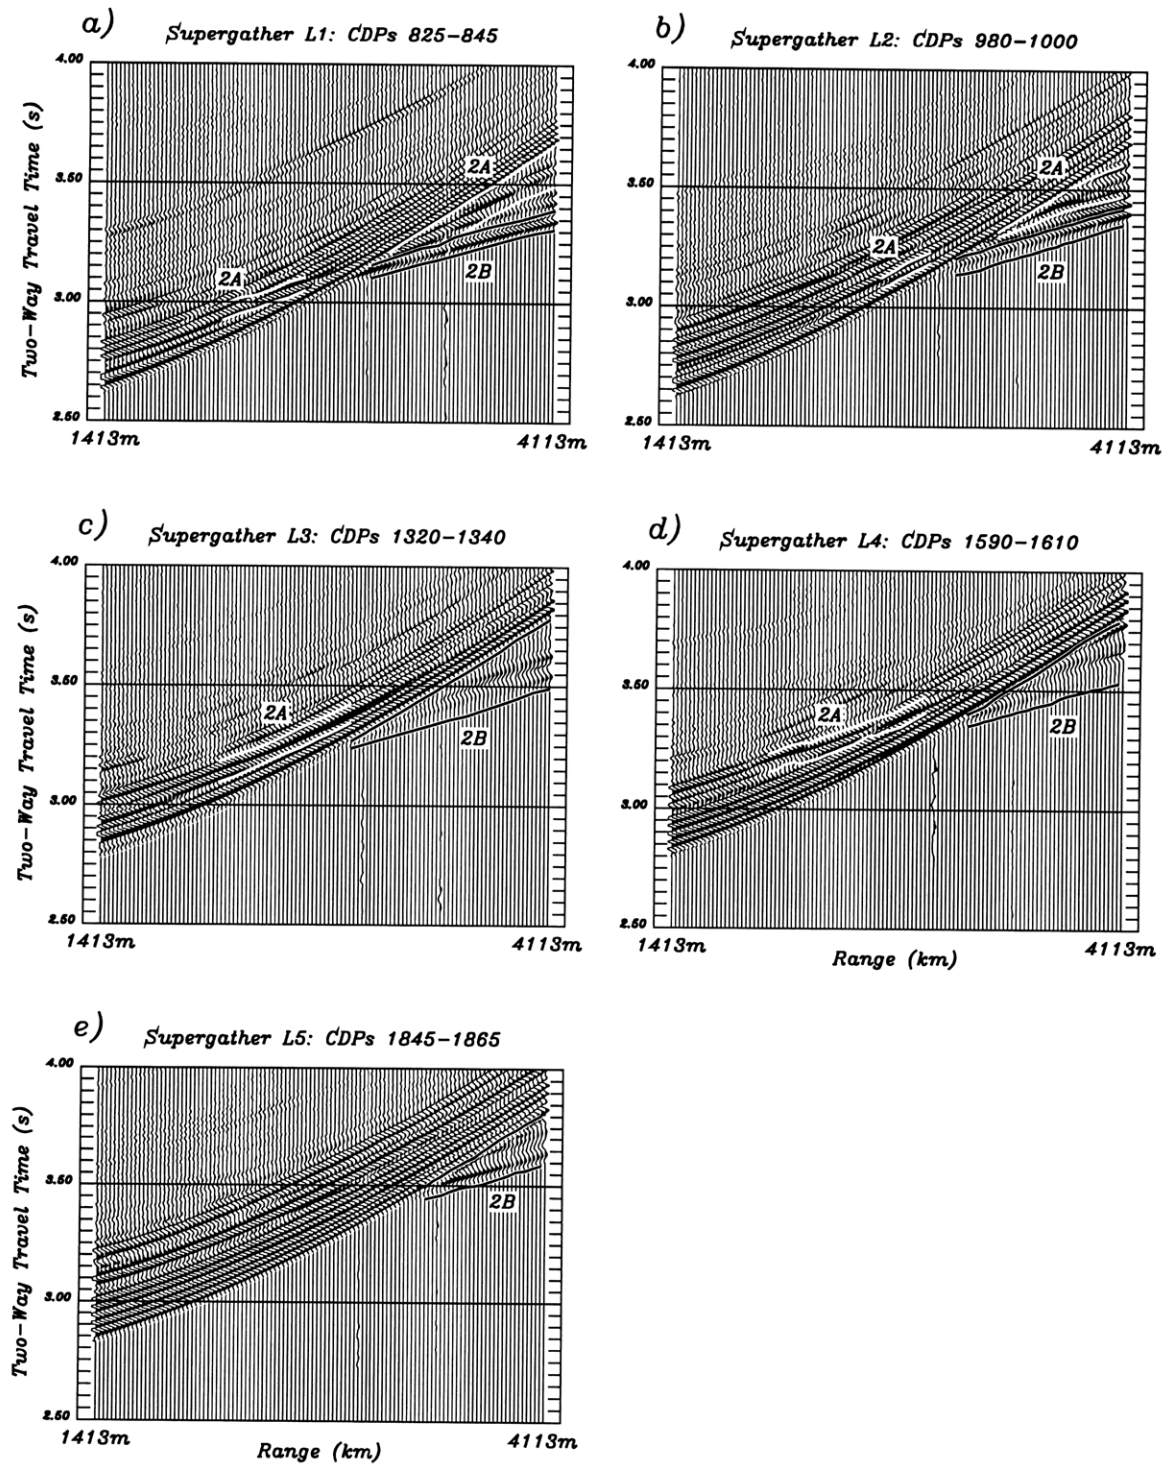 a)
Supergather L1: CDPs 825-845
4.00
3.50
3.00
2.50
Two-Way Travel Time (s)
2A
2A
2B
1413m
4113m
b)
Supergather L2: CDPs 980-1000
4.00
3.50
3.00
2.50
2A
2A
2B
1413m
4113m
c)
Supergather L3: CDPs 1320-1340
4.00
3.50
3.00
2.50
Two-Way Travel Time (s)
2A
2B
1413m
4113m
d)
Supergather L4: CDPs 1590-1610
4.00
3.50
3.00
2.50
2A
2B
1413m
4113m
Range (km)
e)
Supergather L5: CDPs 1845-1865
4.00
3.50
3.00
2.50
Two-Way Travel Time (s)
2B
1413m
4113m
Range (km)